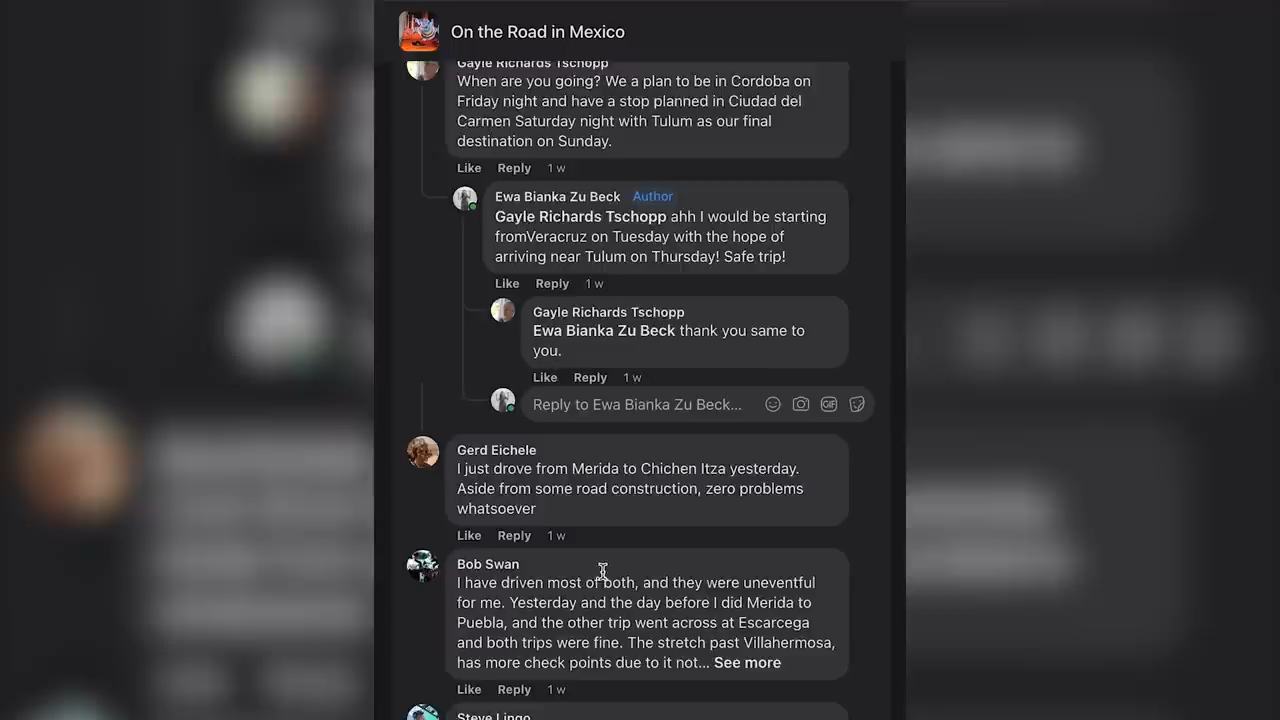 On the Road in Mexico
Gayle Richards Tschopp
When are you going? We a plan to be in Cordoba on
Friday night and have a stop planned in Ciudad del
Carmen Saturday night with Tulum as our final
destination on Sunday.
Like Reply 1 w
Ewa Bianka Zu Beck Author
Gayle Richards Tschopp ahh I would be starting
fromVeracruz on Tuesday with the hope of
arriving near Tulum on Thursday! Safe trip!
Like Reply 1 w
Gayle Richards Tschopp
Ewa Bianka Zu Beck thank you same to
you.
Like Reply 1 w
Reply to Ewa Bianka Zu Beck... GIF
Gerd Eichele
I just drove from Merida to Chichen Itza yesterday.
Aside from some road construction, zero problems
whatsoever
Like Reply 1 w
Bob Swan
I have driven most of both, and they were uneventful
for me. Yesterday and the day before I did Merida to
Puebla, and the other trip went across at Escarcega
and both trips were fine. The stretch past Villahermosa,
has more check points due to it not... See more
Like Reply 1 w
Steve Lingo